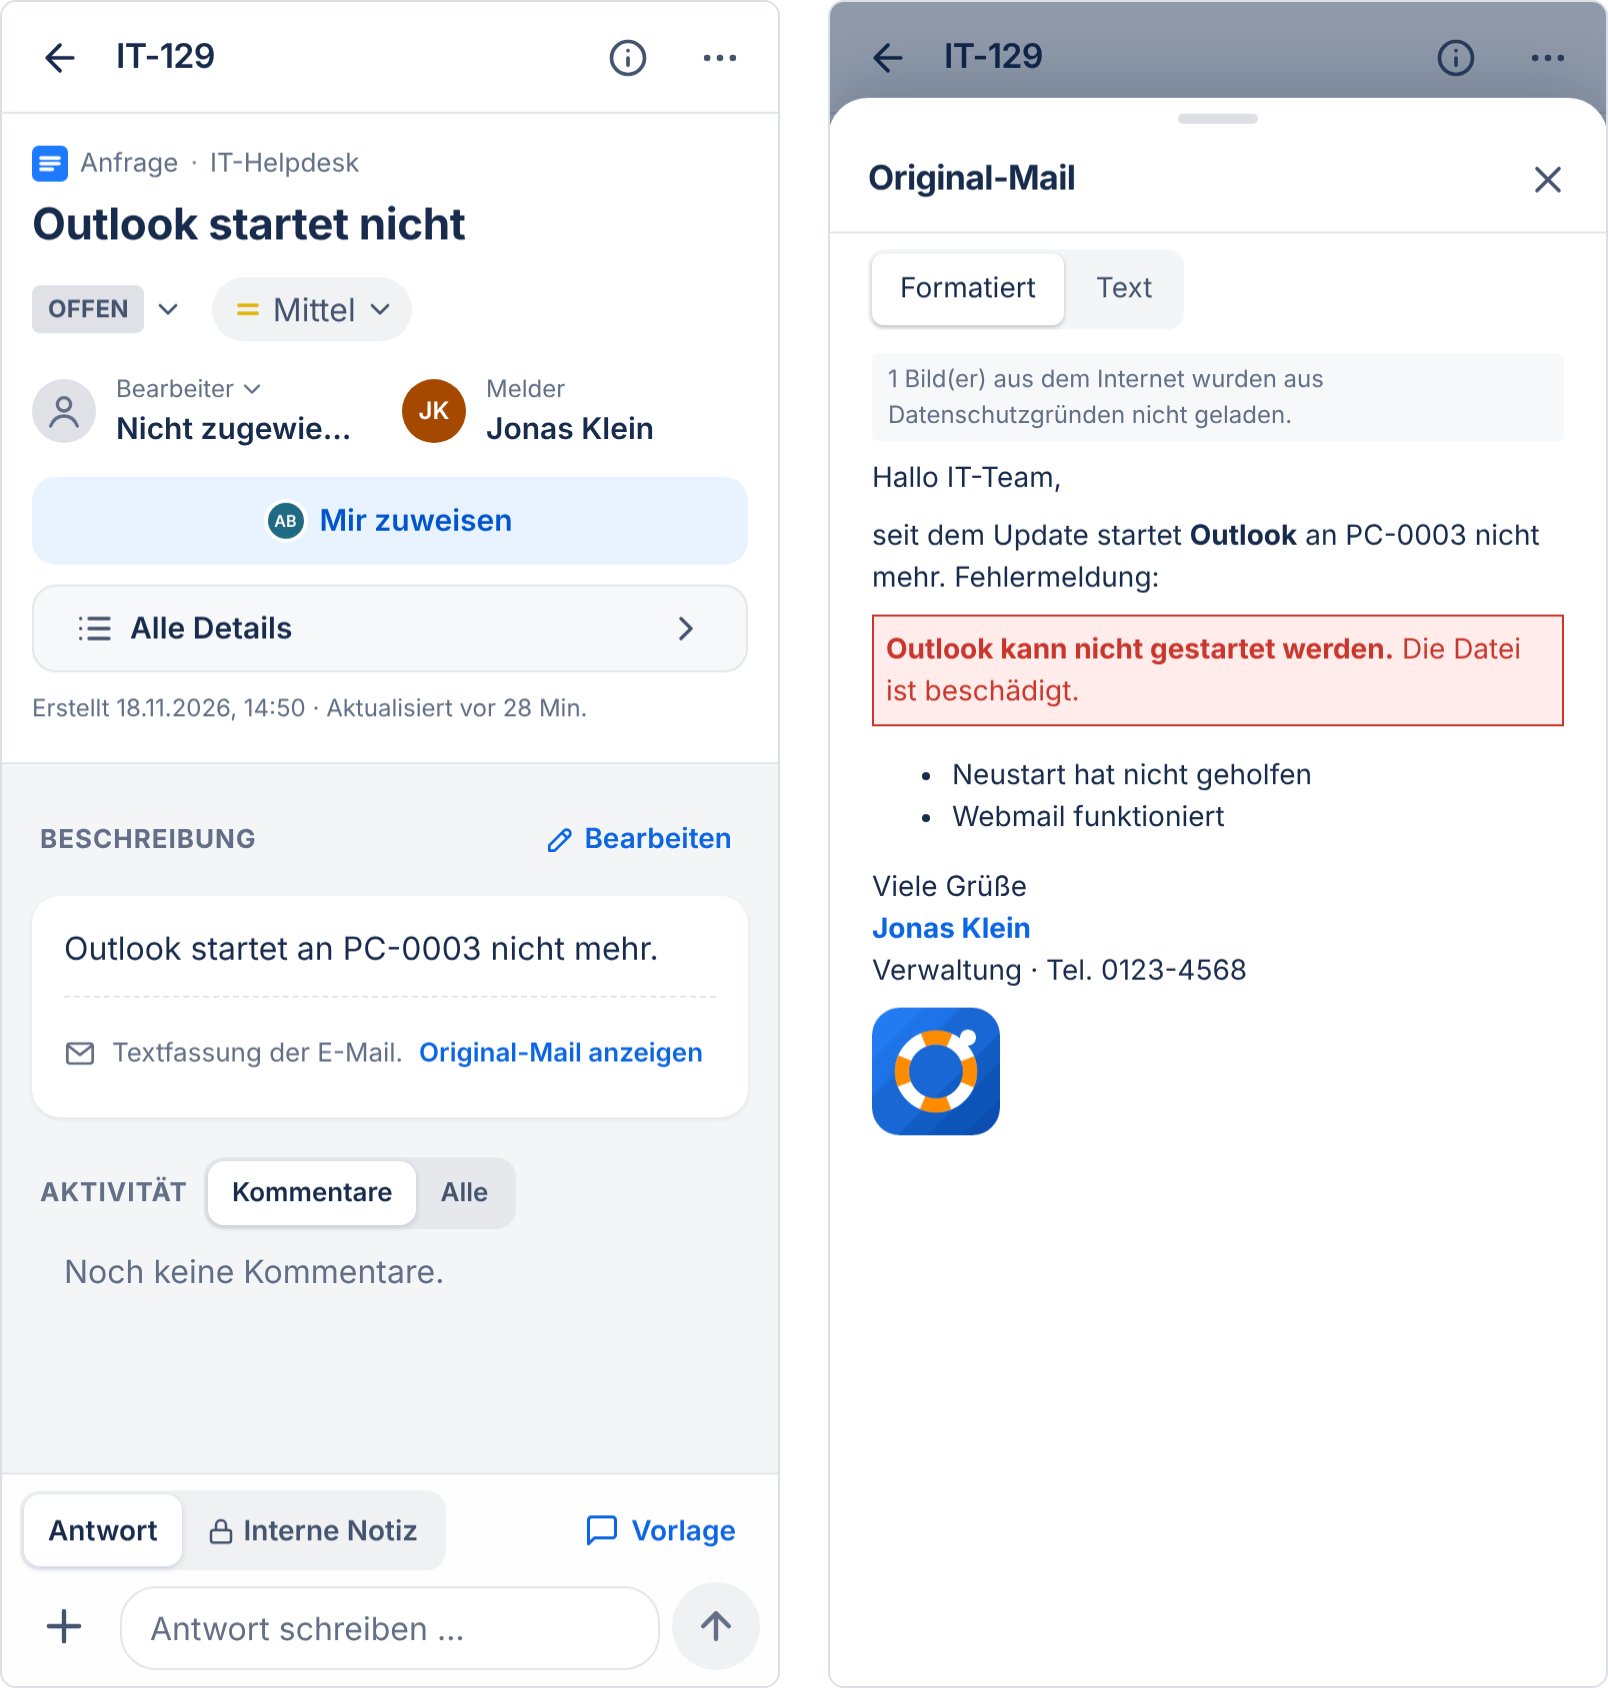 IT-129
Anfrage · IT-Helpdesk
Outlook startet nicht
OFFEN
Mittel
Bearbeiter
Nicht zugewie...
JK
Melder
Jonas Klein
AB Mir zuweisen
Alle Details
Erstellt 18.11.2026, 14:50 · Aktualisiert vor 28 Min.
BESCHREIBUNG
Bearbeiten
Outlook startet an PC-0003 nicht mehr.
Textfassung der E-Mail. Original-Mail anzeigen
AKTIVITÄT
Kommentare
Alle
Noch keine Kommentare.
Antwort
Interne Notiz
Vorlage
Antwort schreiben ...
IT-129
Original-Mail
Formatiert
Text
1 Bild(er) aus dem Internet wurden aus
Datenschutzgründen nicht geladen.
Hallo IT-Team,
seit dem Update startet Outlook an PC-0003 nicht
mehr. Fehlermeldung:
Outlook kann nicht gestartet werden. Die Datei
ist beschädigt.
• Neustart hat nicht geholfen
• Webmail funktioniert
Viele Grüße
Jonas Klein
Verwaltung · Tel. 0123-4568